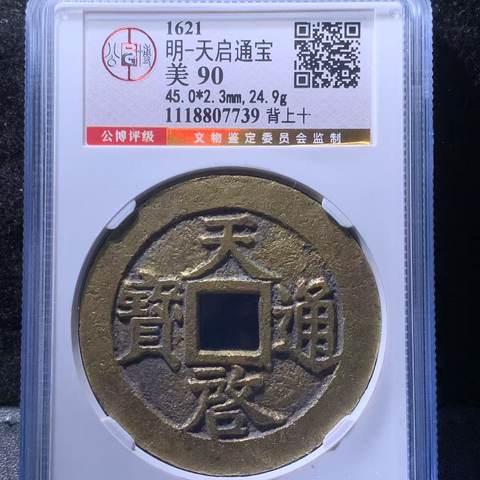 1621
明-天启通宝
美 90
45.0*2.3mm,24.9g
1118807739 背上十
公博评级 文物鉴定委员会监制
天
寶 通
啓